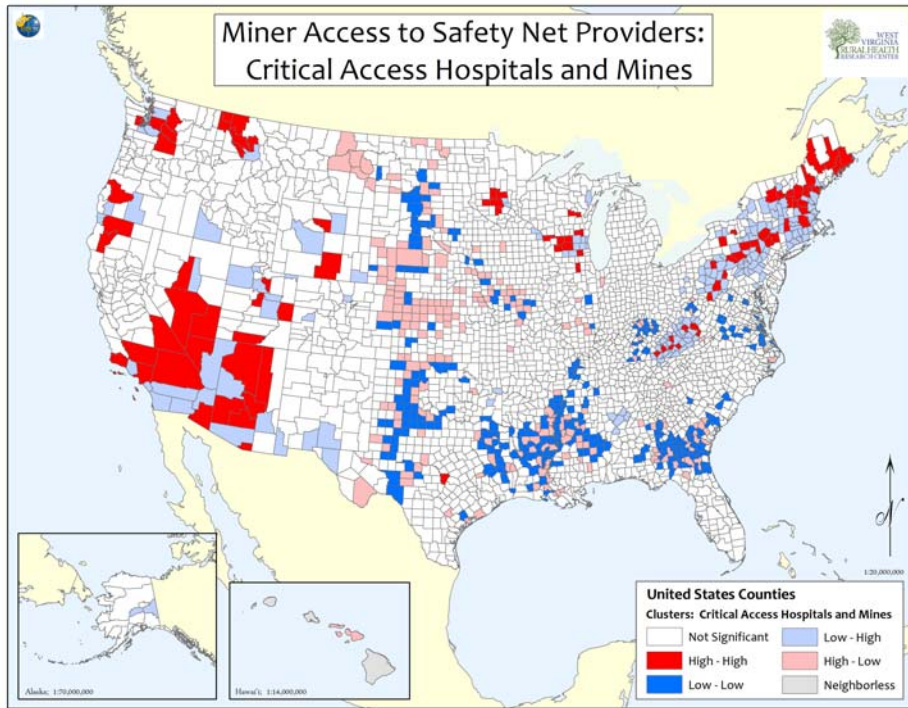 Miner Access to Safety Net Providers:
Critical Access Hospitals and Mines
WEST
VIRGINIA
RURAL HEALTH
RESEARCH CENTER
N
1:20,000,000
Alaska; 1:70,000,000
Hawai'i; 1:14,000,000
United States Counties
Clusters: Critical Access Hospitals and Mines
Not Significant
High - High
Low - Low
Low - High
High - Low
Neighborless